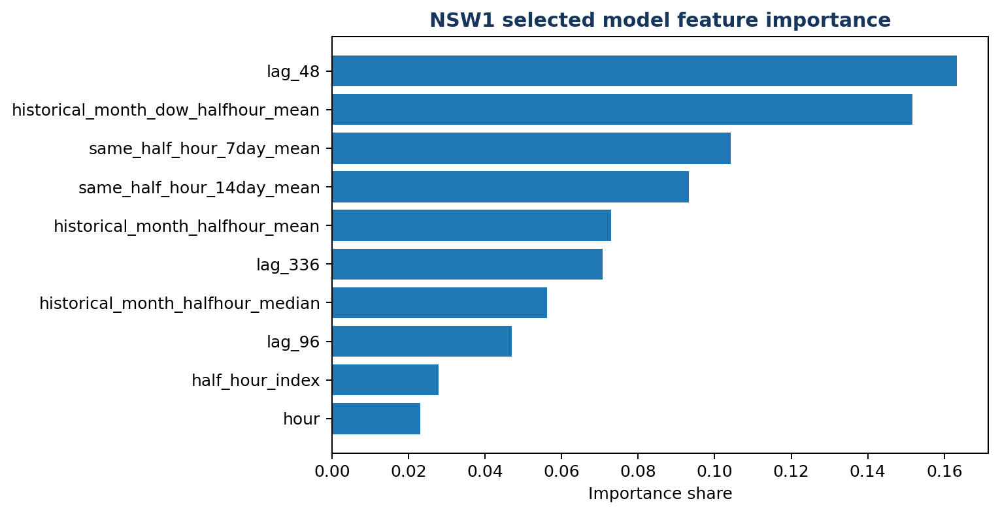 NSW1 selected model feature importance
lag_48
historical_month_dow_halfhour_mean
same_half_hour_7day_mean
same_half_hour_14day_mean
historical_month_halfhour_mean
lag_336
historical_month_halfhour_median
lag_96
half_hour_index
hour
0.00 0.02 0.04 0.06 0.08 0.10 0.12 0.14 0.16
Importance share